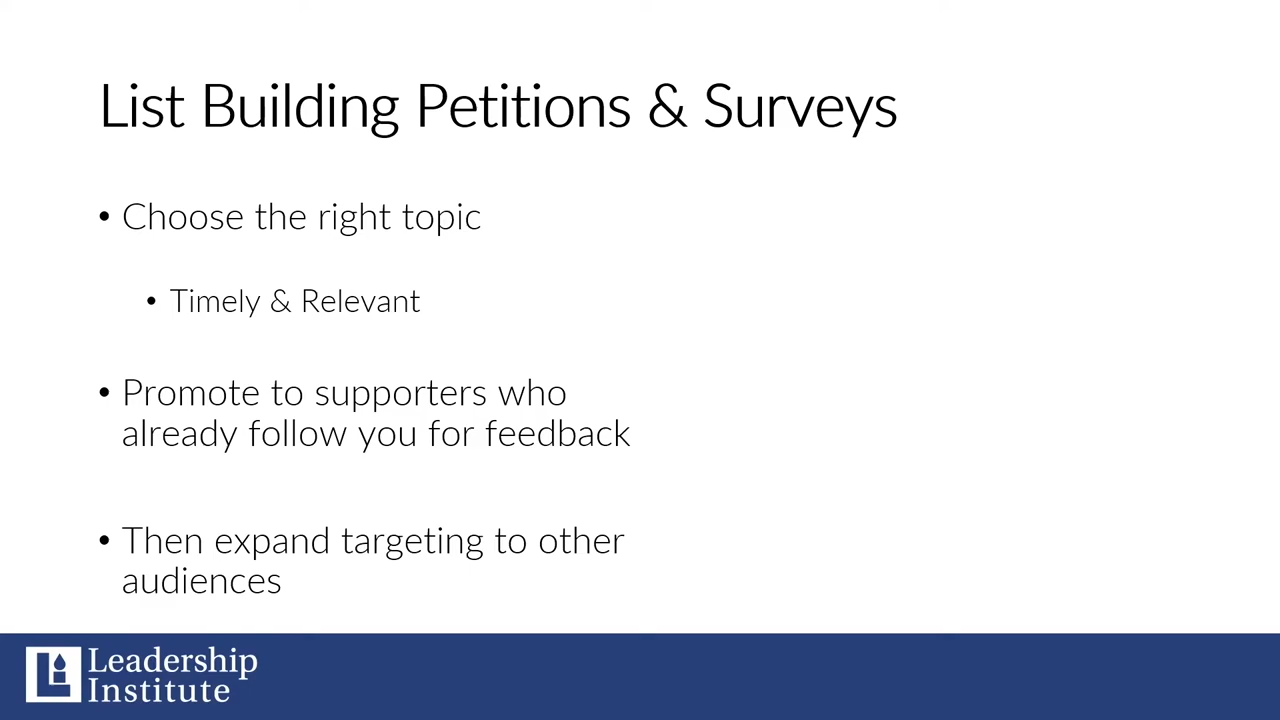 List Building Petitions & Surveys
• Choose the right topic
• Timely & Relevant
• Promote to supporters who
already follow you for feedback
• Then expand targeting to other
audiences
Leadership
Institute